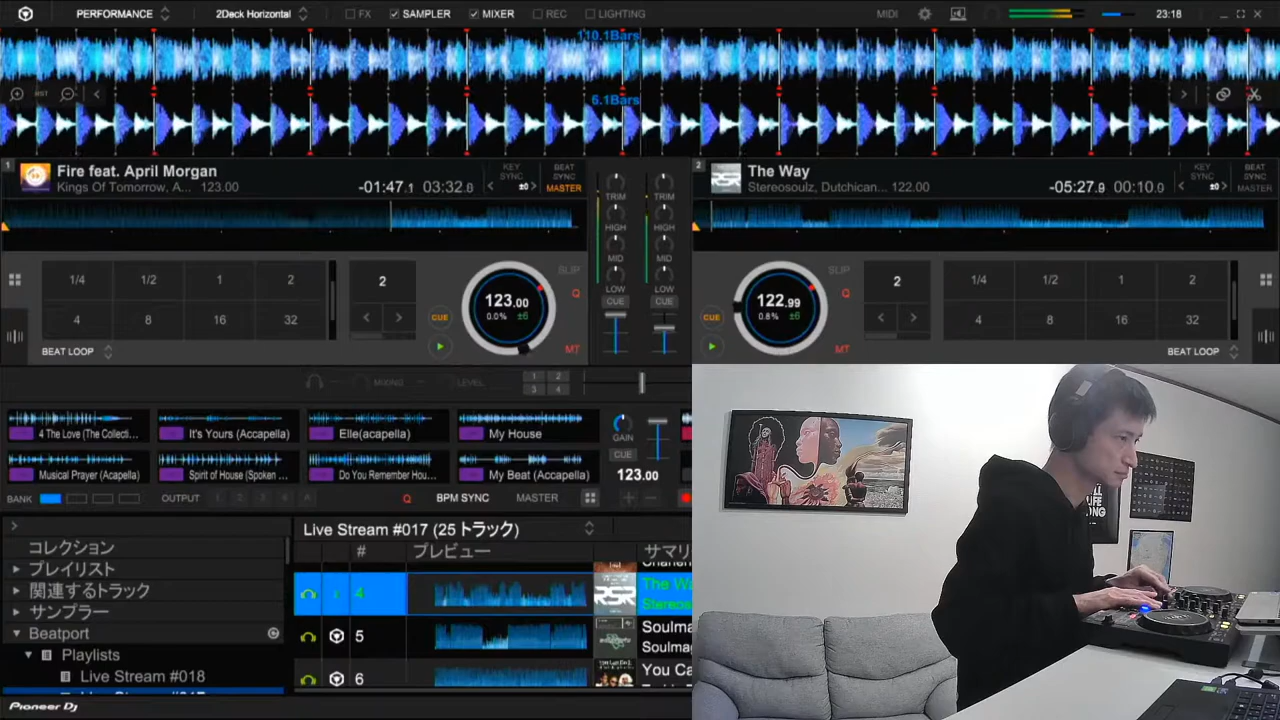 PERFORMANCE
2Deck Horizontal
FX
SAMPLER
MIXER
REC
LIGHTING
MIDI
23:18
110.1Bars
6.1Bars
1
Fire feat. April Morgan
Kings Of Tomorrow, A... 123.00
-01:47.1 03:32.8
KEY SYNC
±0
BEAT SYNC
MASTER
TRIM
HIGH
MID
LOW
CUE
TRIM
HIGH
MID
LOW
CUE
2
The Way
Stereosoulz, Dutchican... 122.00
-05:27.9 00:10.0
KEY SYNC
±0
BEAT SYNC
MASTER
1/4 1/2 1 2
4 8 16 32
BEAT LOOP
2
CUE
123.00
0.0% ±6
SLIP
Q
MT
CUE
122.99
0.8% ±6
SLIP
Q
MT
2
1/4 1/2 1 2
4 8 16 32
BEAT LOOP
MIXING
LEVEL
1 2
3 4
4 The Love (The Collecti...
It's Yours (Accapella)
Elle(acapella)
My House
Musical Prayer (Acapella)
Spirit of House (Spoken ...
Do You Remember Hou...
My Beat (Accapella)
GAIN
CUE
123.00
BANK
OUTPUT
1 2 3 4 A
Q
BPM SYNC
MASTER
コレクション
プレイリスト
関連するトラック
サンプラー
Beatport
Playlists
Live Stream #018
Live Stream #017 (25 トラック)
#
プレビュー
サマリ
4
The Wa
Stereosou
5
Soulma
Soulmag
6
You Ca
Pioneer Dj